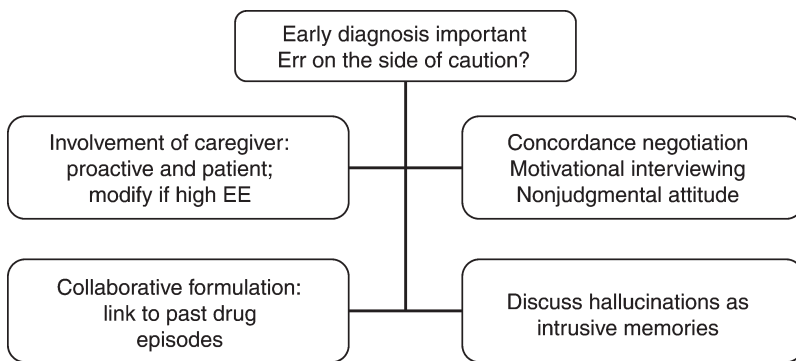 Early diagnosis important
Err on the side of caution?
Involvement of caregiver:
proactive and patient;
modify if high EE
Concordance negotiation
Motivational interviewing
Nonjudgmental attitude
Collaborative formulation:
link to past drug
episodes
Discuss hallucinations as
intrusive memories